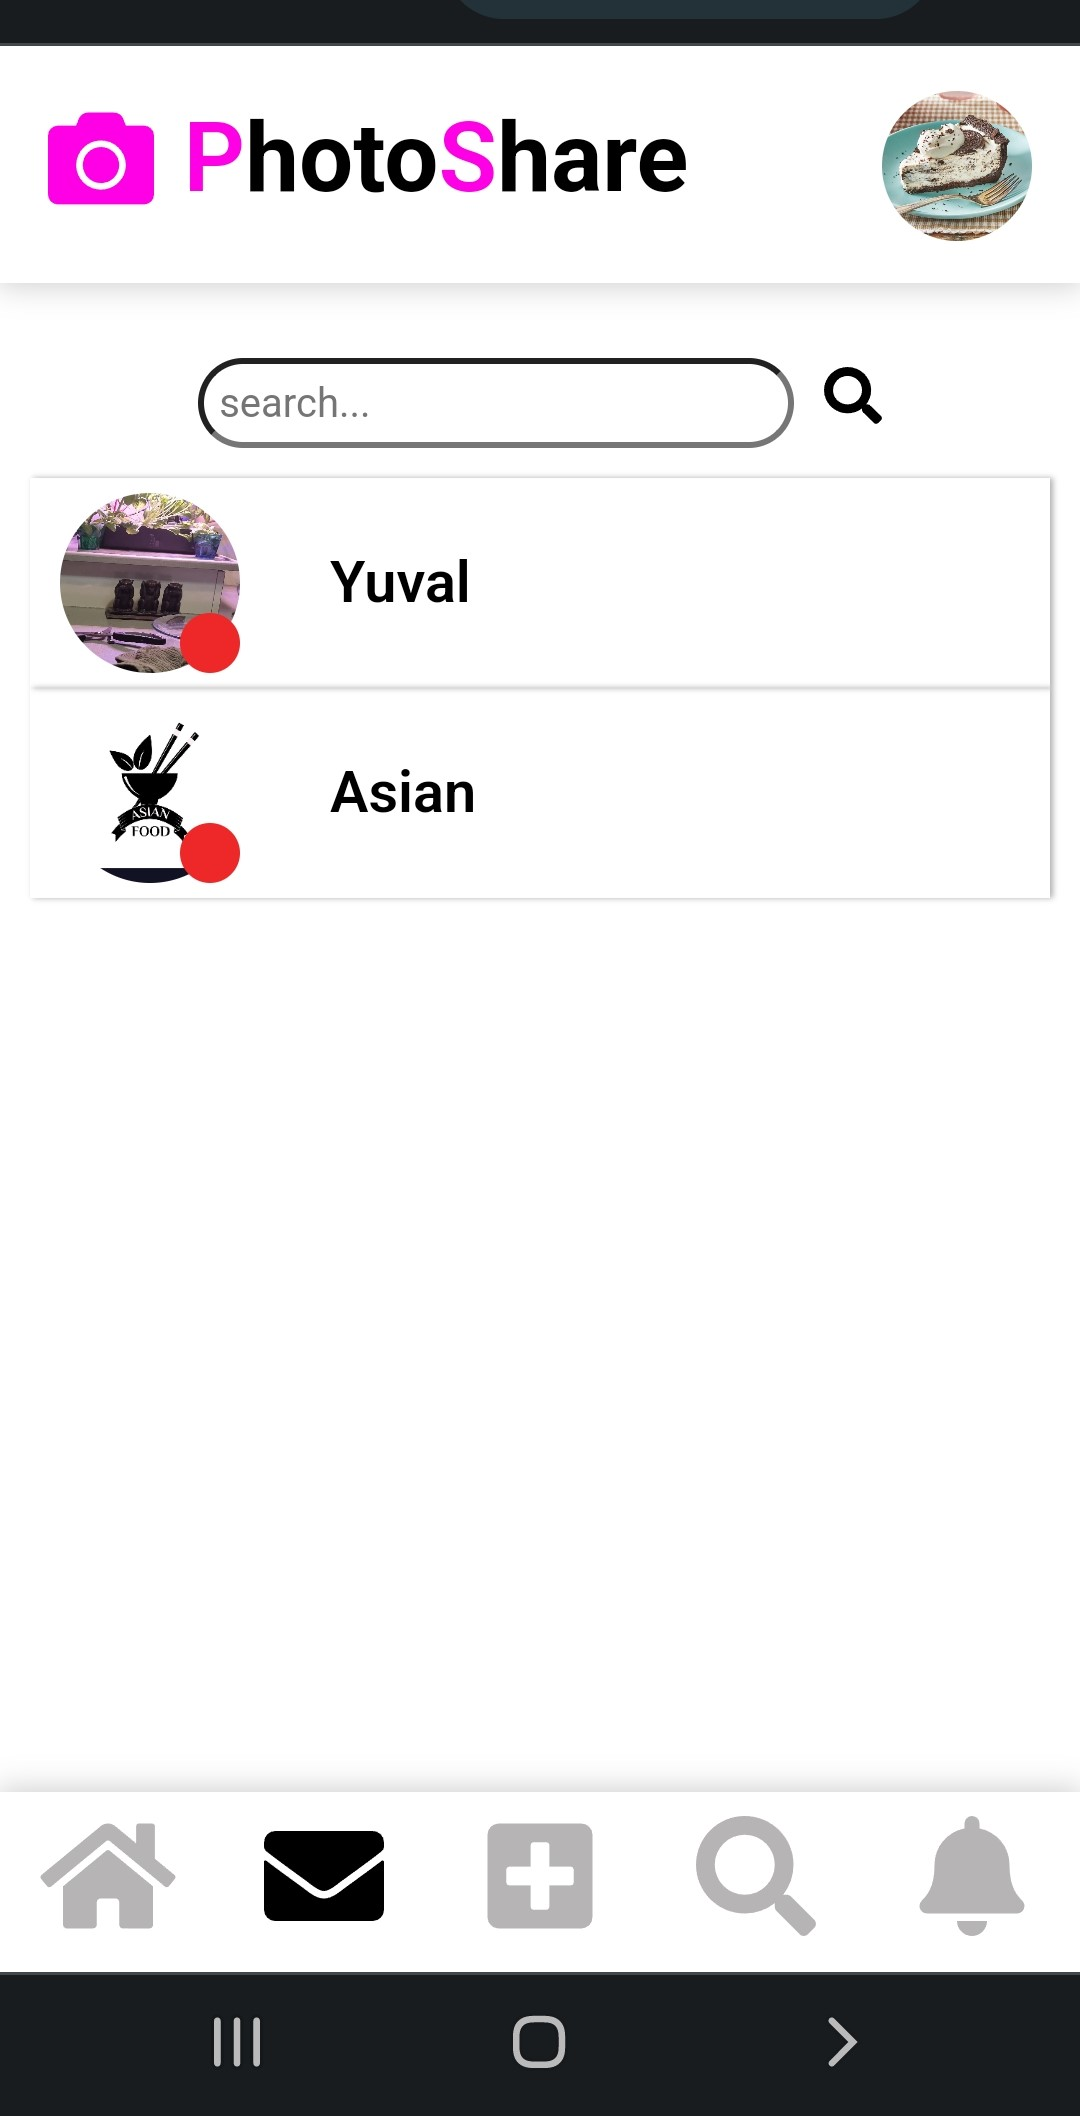 PhotoShare
search...
Yuval
ASIAN
FOOD
Asian